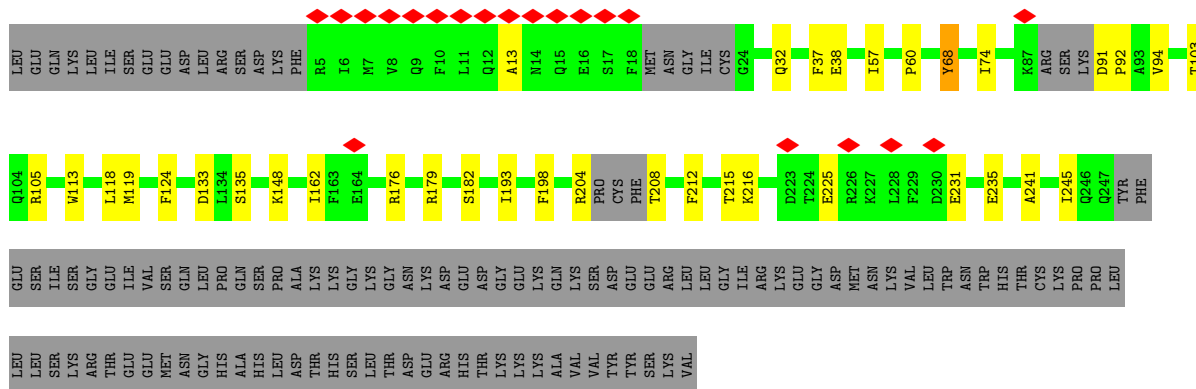 LEU GLU GLN LYS LEU ILE SER GLU GLU ASP LEU ARG SER ASP LYS PHE R5 I6 M7 V8 Q9 F10 L11 Q12 A13 N14 Q15 E16 S17 F18 MET ASN GLY ILE CYS G24 Q32 F37 E38 I57 P60 Y68 I74 K87 ARG SER LYS D91 P92 A93 V94 T103
Q104 R105 W113 L118 M119 F124 D133 L134 S135 K148 I162 F163 E164 R176 R179 S182 I193 F198 R204 PRO CYS PHE T208 F212 T215 K216 D223 T224 E225 R226 K227 L228 F229 D230 E231 E235 A241 I245 Q246 Q247 TYR PHE
GLU SER ILE SER GLY GLU ILE VAL SER GLN LEU PRO GLN SER PRO ALA LYS LYS GLY LYS GLY ASN LYS ASP GLU ASP GLY GLU LYS GLN LYS SER ASP GLU GLU ARG LEU LEU GLY ILE ARG LYS GLU GLY ASP MET ASN LYS VAL LEU TRP ASN TRP HIS THR CYS LYS PRO PRO LEU
LEU LEU SER LYS ARG THR GLU GLU MET ASN GLY HIS ALA HIS LEU ASP THR HIS SER LEU THR ASP GLU ARG HIS THR LYS LYS LYS ALA VAL VAL TYR TYR SER LYS VAL